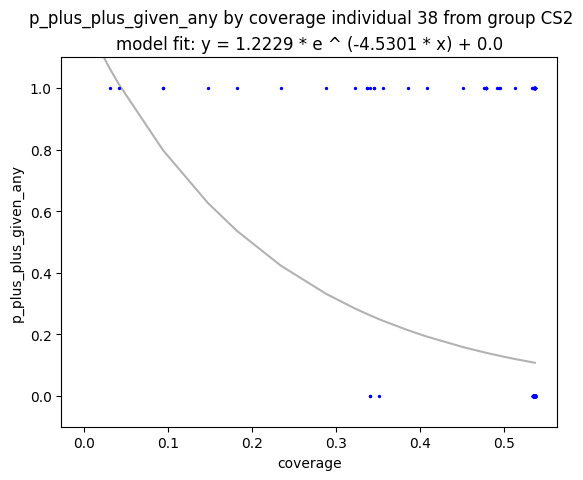 p_plus_plus_given_any by coverage individual 38 from group CS2
model fit: y = 1.2229 * e ^ (-4.5301 * x) + 0.0
p_plus_plus_given_any
1.0
0.8
0.6
0.4
0.2
0.0
0.0 0.1 0.2 0.3 0.4 0.5
coverage